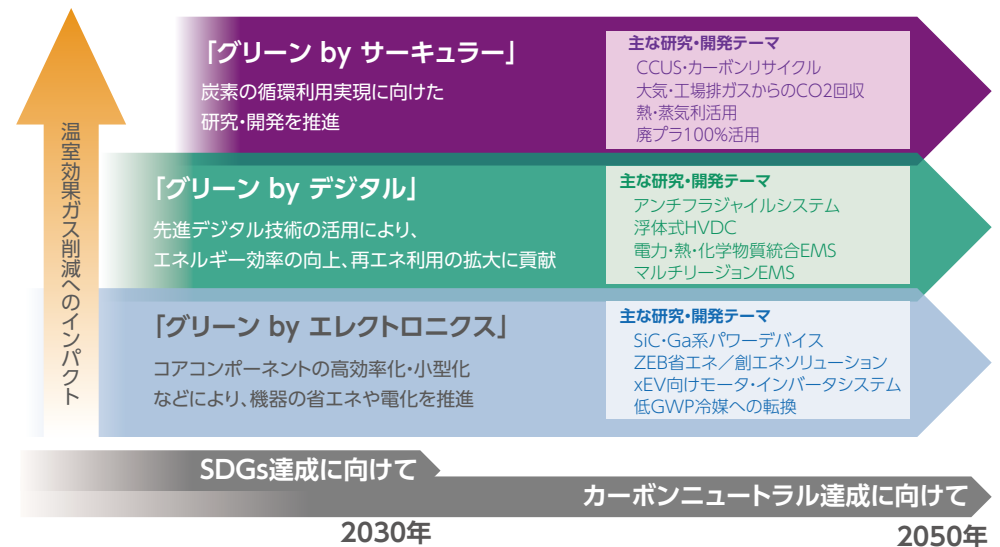 温室効果ガス削減へのインパクト
「グリーン by サーキュラー」
炭素の循環利用実現に向けた
研究・開発を推進
主な研究・開発テーマ
CCUS・カーボンリサイクル
大気・工場排ガスからのCO2回収
熱・蒸気利活用
廃プラ100%活用
「グリーン by デジタル」
先進デジタル技術の活用により、
エネルギー効率の向上、再エネ利用の拡大に貢献
主な研究・開発テーマ
アンチフラジャイルシステム
浮体式HVDC
電力・熱・化学物質統合EMS
マルチリージョンEMS
「グリーン by エレクトロニクス」
コアコンポーネントの高効率化・小型化
などにより、機器の省エネや電化を推進
主な研究・開発テーマ
SiC・Ga系パワーデバイス
ZEB省エネ／創エネソリューション
xEV向けモータ・インバータシステム
低GWP冷媒への転換
SDGs達成に向けて
カーボンニュートラル達成に向けて
2030年
2050年